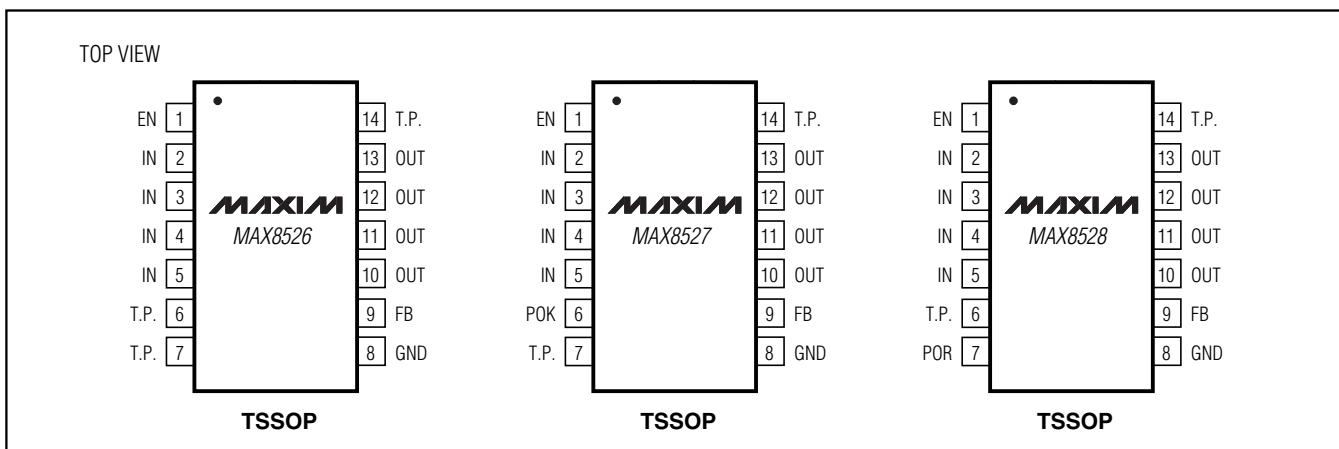 TOP VIEW
EN 1 14 T.P. EN 1 14 T.P. EN 1 14 T.P.
IN 2 13 OUT IN 2 13 OUT IN 2 13 OUT
IN 3 12 OUT IN 3 12 OUT IN 3 12 OUT
MAXIM MAXIM MAXIM
MAX8526 MAX8527 MAX8528
IN 4 11 OUT IN 4 11 OUT IN 4 11 OUT
IN 5 10 OUT IN 5 10 OUT IN 5 10 OUT
T.P. 6 9 FB POK 6 9 FB T.P. 6 9 FB
T.P. 7 8 GND T.P. 7 8 GND POR 7 8 GND
TSSOP TSSOP TSSOP